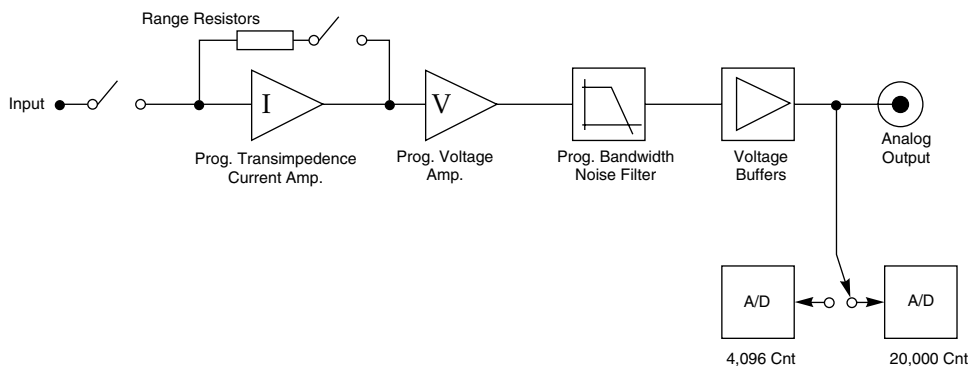 Range Resistors
Input
I
V
Prog. Transimpedence
Current Amp.
Prog. Voltage
Amp.
Prog. Bandwidth
Noise Filter
Voltage
Buffers
Analog
Output
A/D
A/D
4,096 Cnt
20,000 Cnt